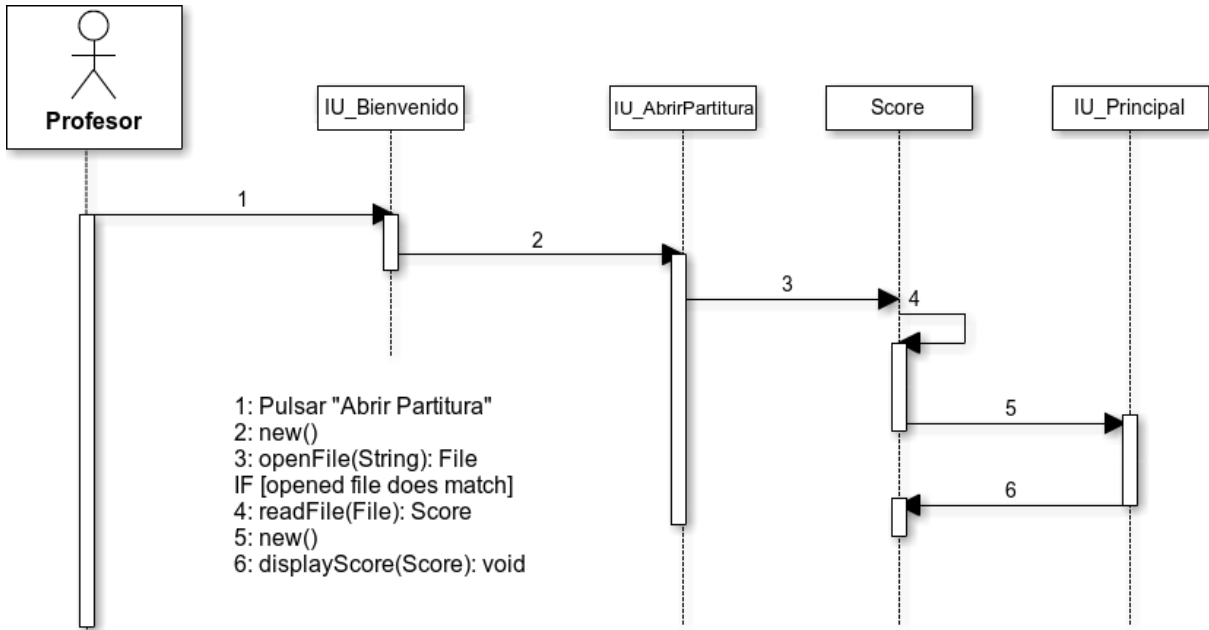 Profesor
IU_Bienvenido
IU_AbrirPartitura
Score
IU_Principal
1
2
3
4
5
6
1: Pulsar "Abrir Partitura"
2: new()
3: openFile(String): File
IF [opened file does match]
4: readFile(File): Score
5: new()
6: displayScore(Score): void